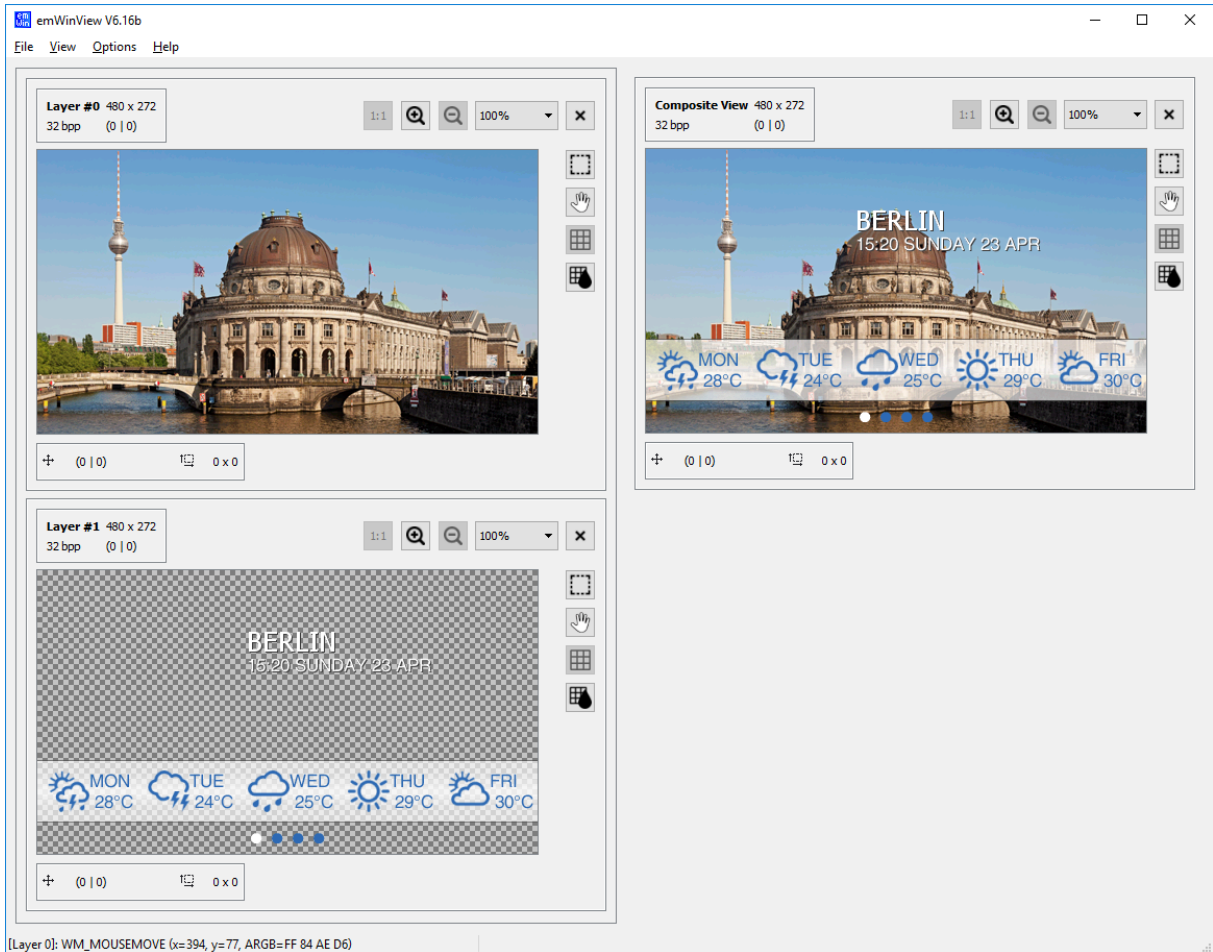 emWinView V6.16b
File View Options Help
Layer #0 480 x 272
32 bpp (0 | 0)
1:1
100%
(0 | 0) 0 x 0
Layer #1 480 x 272
32 bpp (0 | 0)
1:1
100%
BERLIN
15:20 SUNDAY 23 APR
MON TUE WED THU FRI
28°C 24°C 25°C 29°C 30°C
(0 | 0) 0 x 0
Composite View 480 x 272
32 bpp (0 | 0)
1:1
100%
BERLIN
15:20 SUNDAY 23 APR
MON TUE WED THU FRI
28°C 24°C 25°C 29°C 30°C
(0 | 0) 0 x 0
[Layer 0]: WM_MOUSEMOVE (x=394, y=77, ARGB=FF 84 AE D6)